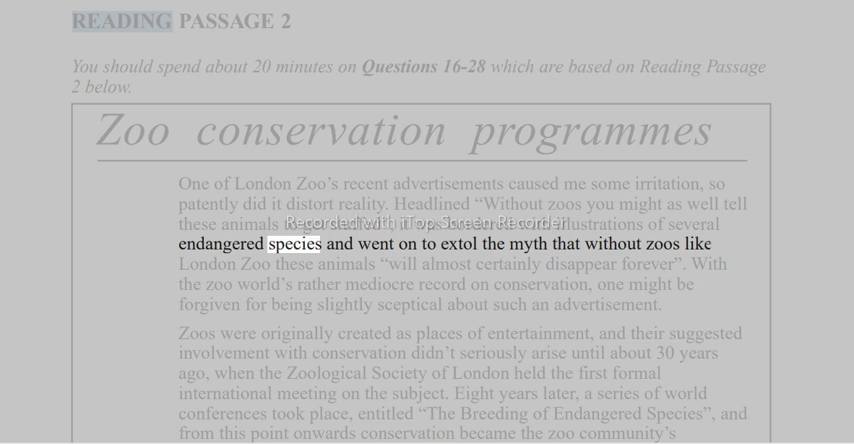 READING PASSAGE 2
You should spend about 20 minutes on Questions 16-28 which are based on Reading Passage
2 below.
Zoo conservation programmes
One of London Zoo's recent advertisements caused me some irritation, so
patently did it distort reality. Headlined “Without zoos you might as well tell
these animals to get stuffed”, it was bordered with illustrations of several
Recorded with iTop Screen Recorder
endangered species and went on to extol the myth that without zoos like
London Zoo these animals “will almost certainly disappear forever”. With
the zoo world's rather mediocre record on conservation, one might be
forgiven for being slightly sceptical about such an advertisement.
Zoos were originally created as places of entertainment, and their suggested
involvement with conservation didn't seriously arise until about 30 years
ago, when the Zoological Society of London held the first formal
international meeting on the subject. Eight years later, a series of world
conferences took place, entitled “The Breeding of Endangered Species”, and
from this point onwards conservation became the zoo community's